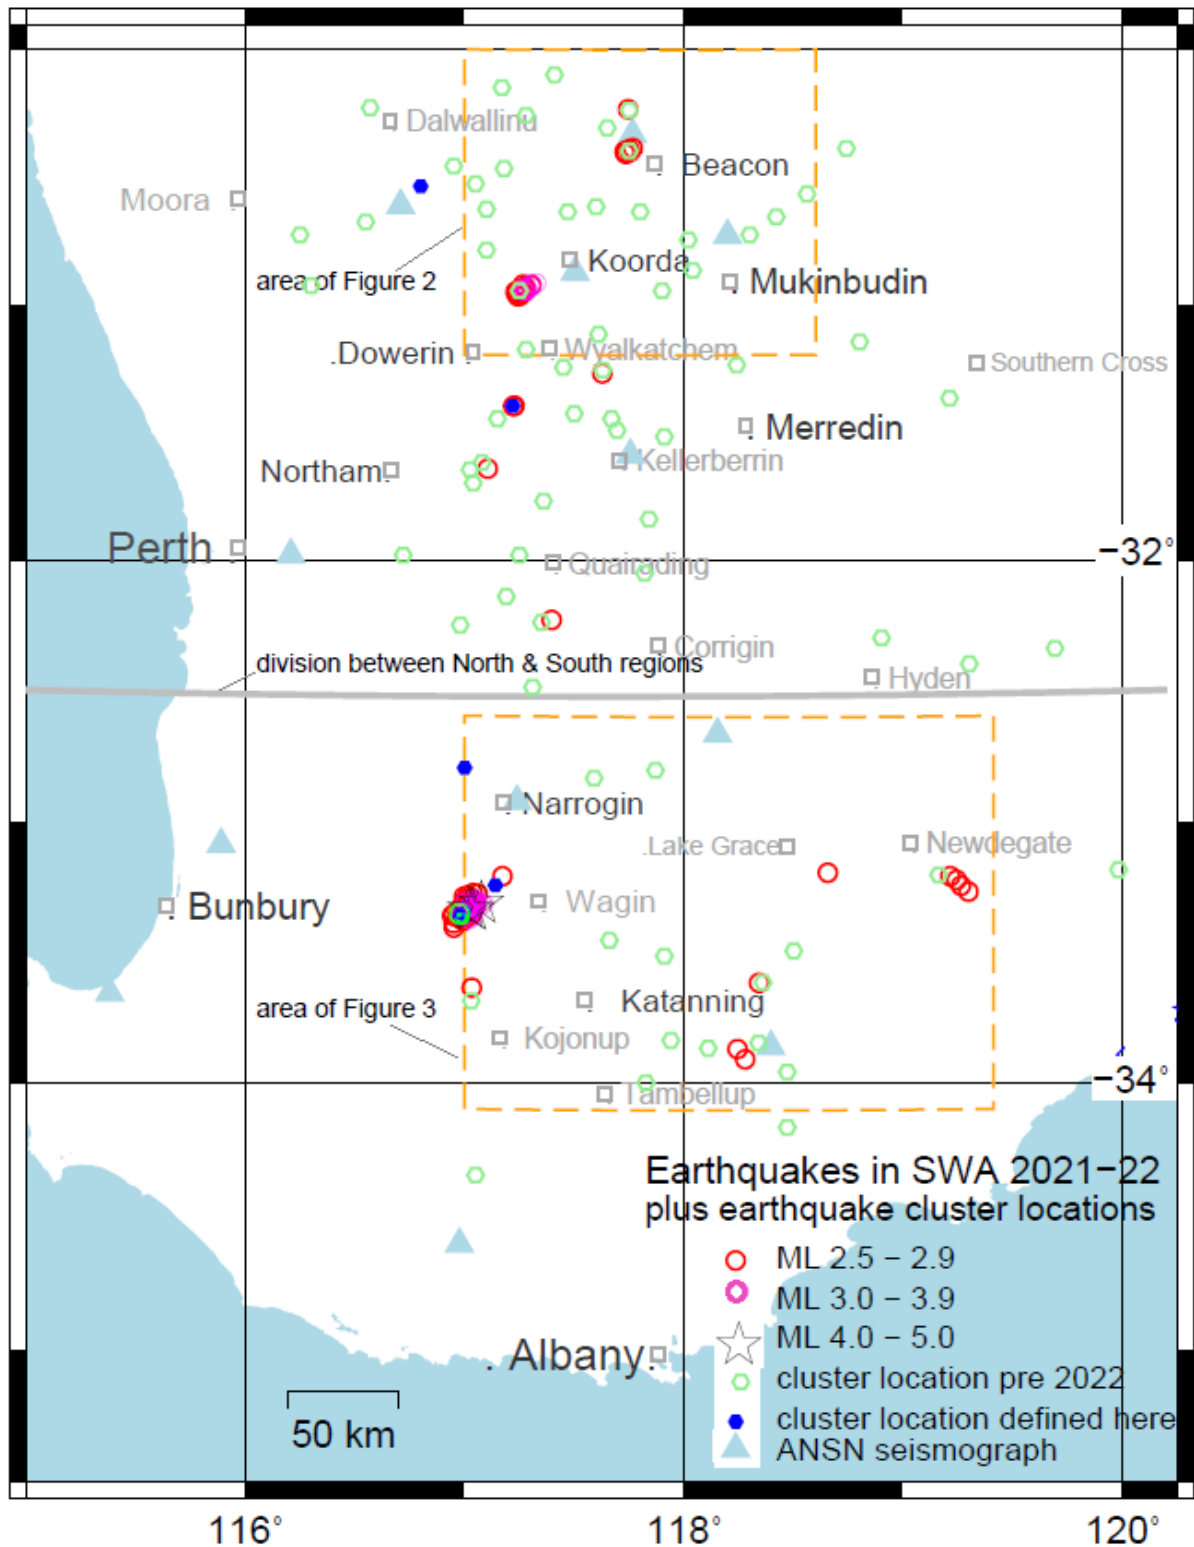 Dalwallinu
Beacon
Moora
Koorda
area of Figure 2
Mukinbudin
.Dowerin
Wyalkatchem
Southern Cross
Merredin
Kellerberrin
Northam.
Perth
−32°
Quairading
Corrigin
division between North & South regions
Hyden
Narrogin
.Lake Grace
Newdegate
Wagin
Bunbury
Katanning
area of Figure 3
Kojonup
−34°
Tambellup
Earthquakes in SWA 2021−22
plus earthquake cluster locations
ML 2.5 − 2.9
ML 3.0 − 3.9
ML 4.0 − 5.0
Albany
cluster location pre 2022
cluster location defined here
50 km
ANSN seismograph
116°
118°
120°